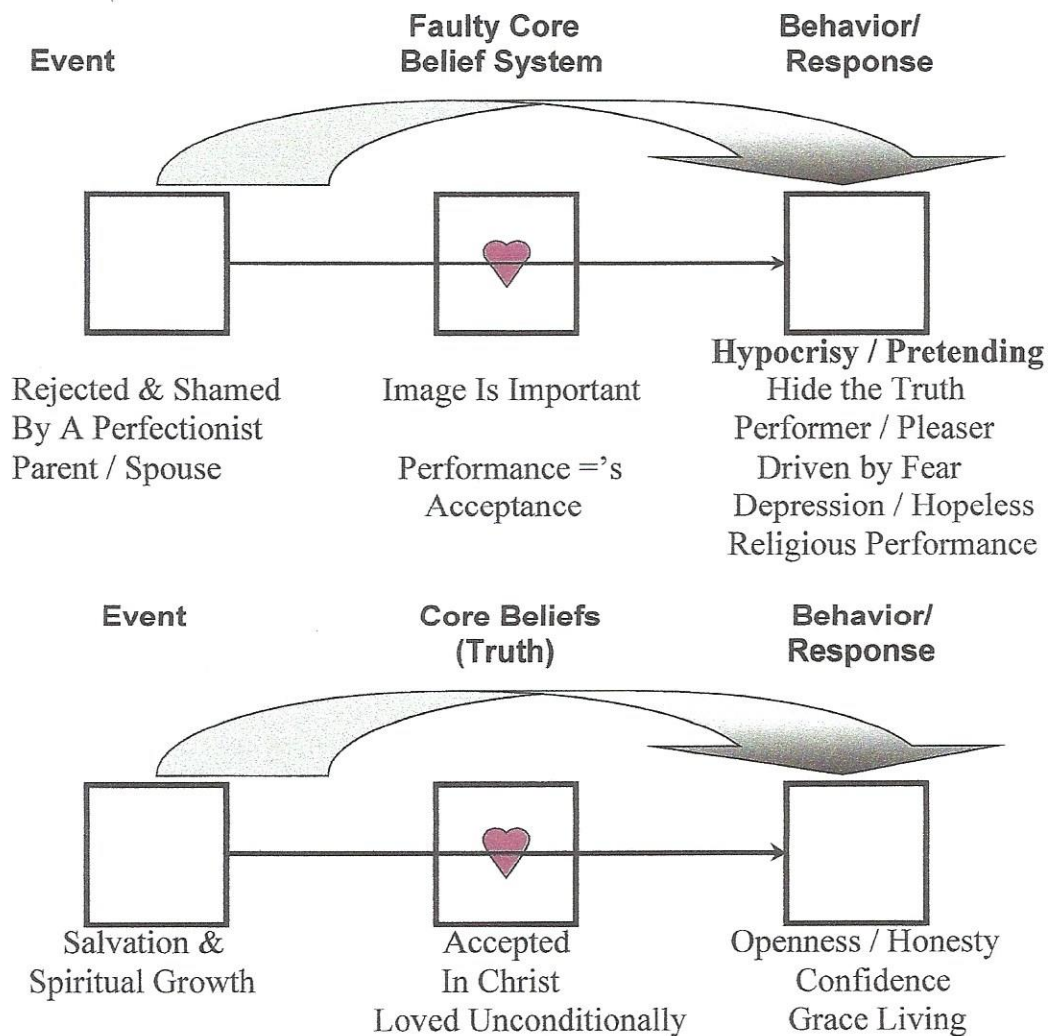 Event
Faulty Core
Belief System
Behavior/
Response
Rejected & Shamed
By A Perfectionist
Parent / Spouse
Image Is Important
Performance ='s
Acceptance
Hypocrisy / Pretending
Hide the Truth
Performer / Pleaser
Driven by Fear
Depression / Hopeless
Religious Performance
Event
Core Beliefs
(Truth)
Behavior/
Response
Salvation &
Spiritual Growth
Accepted
In Christ
Loved Unconditionally
Openness / Honesty
Confidence
Grace Living